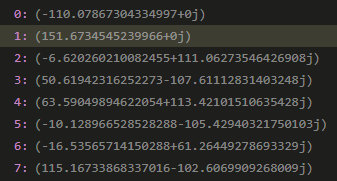 0: (-110.07867304334997+0j)
1: (151.6734545239966+0j)
2: (-6.620260210082455+111.06273546426908j)
3: (50.61942316252273-107.61112831403248j)
4: (63.59049894622054+113.42101510635428j)
5: (-10.128966528528288-105.42940321750103j)
6: (-16.53565714150288+61.26449278693329j)
7: (115.16733868337016-102.6069909268009j)